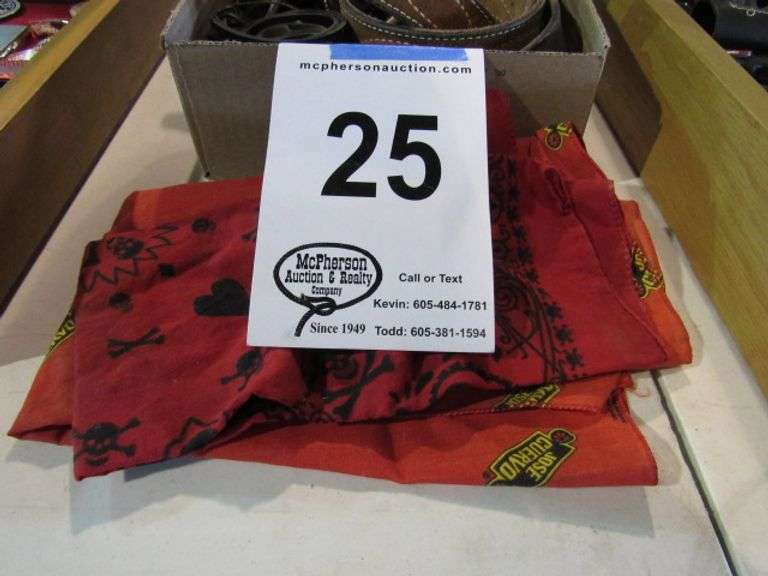 mcphersonauction.com
25
McPherson
Auction & Realty
Company
Since 1949
Call or Text
Kevin: 605-484-1781
Todd: 605-381-1594
JOSE
CUERVO